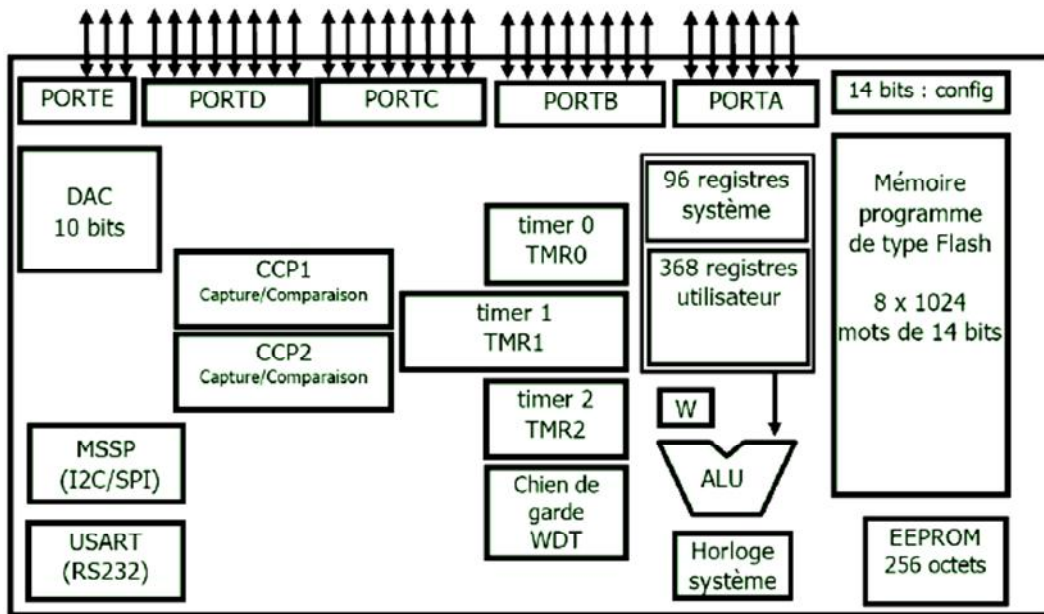 PORTE
PORTD
PORTC
PORTB
PORTA
14 bits : config
DAC
10 bits
CCP1
Capture/Comparaison
CCP2
Capture/Comparaison
MSSP
(I2C/SPI)
USART
(RS232)
timer 0
TMR0
timer 1
TMR1
timer 2
TMR2
Chien de
garde
WDT
96 registres
système
368 registres
utilisateur
W
ALU
Horloge
système
Mémoire
programme
de type Flash
8 x 1024
mots de 14 bits
EEPROM
256 octets